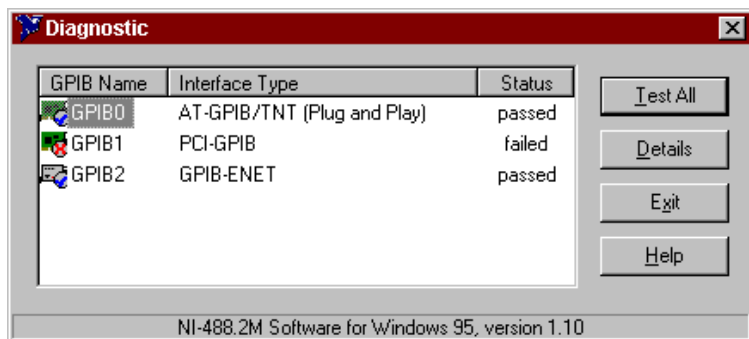 Diagnostic
GPIB Name Interface Type Status
GPIB0 AT-GPIB/TNT (Plug and Play) passed
GPIB1 PCI-GPIB failed
GPIB2 GPIB-ENET passed
Test All
Details
Exit
Help
NI-488.2M Software for Windows 95, version 1.10